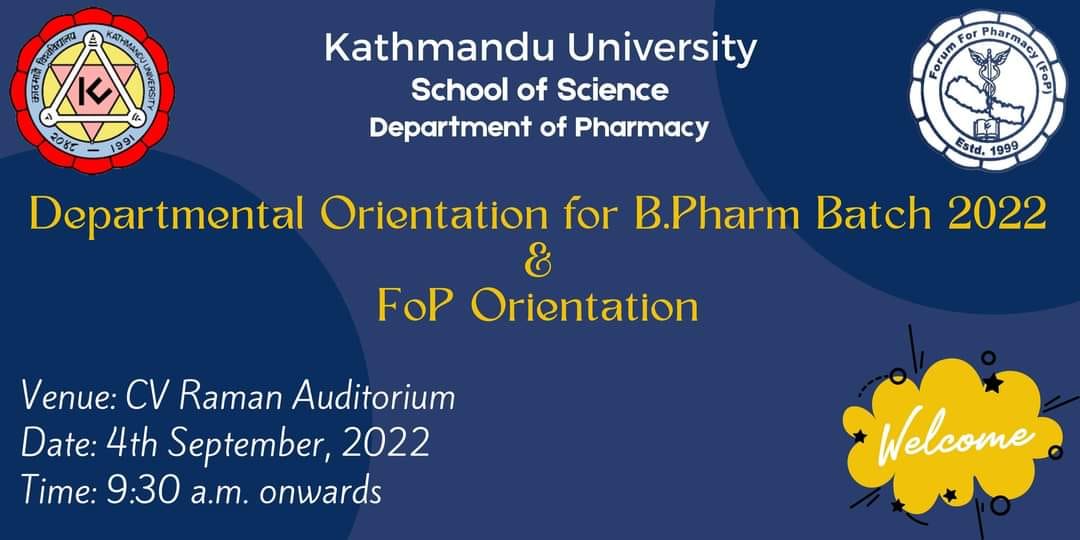 काठमाडौं विश्वविद्यालय
KATHMANDU UNIVERSITY
२०४८ — 1991
Kathmandu University
School of Science
Department of Pharmacy
Forum For Pharmacy (FoP)
Estd. 1999
Departmental Orientation for B.Pharm Batch 2022
&
FoP Orientation
Venue: CV Raman Auditorium
Date: 4th September, 2022
Time: 9:30 a.m. onwards
Welcome